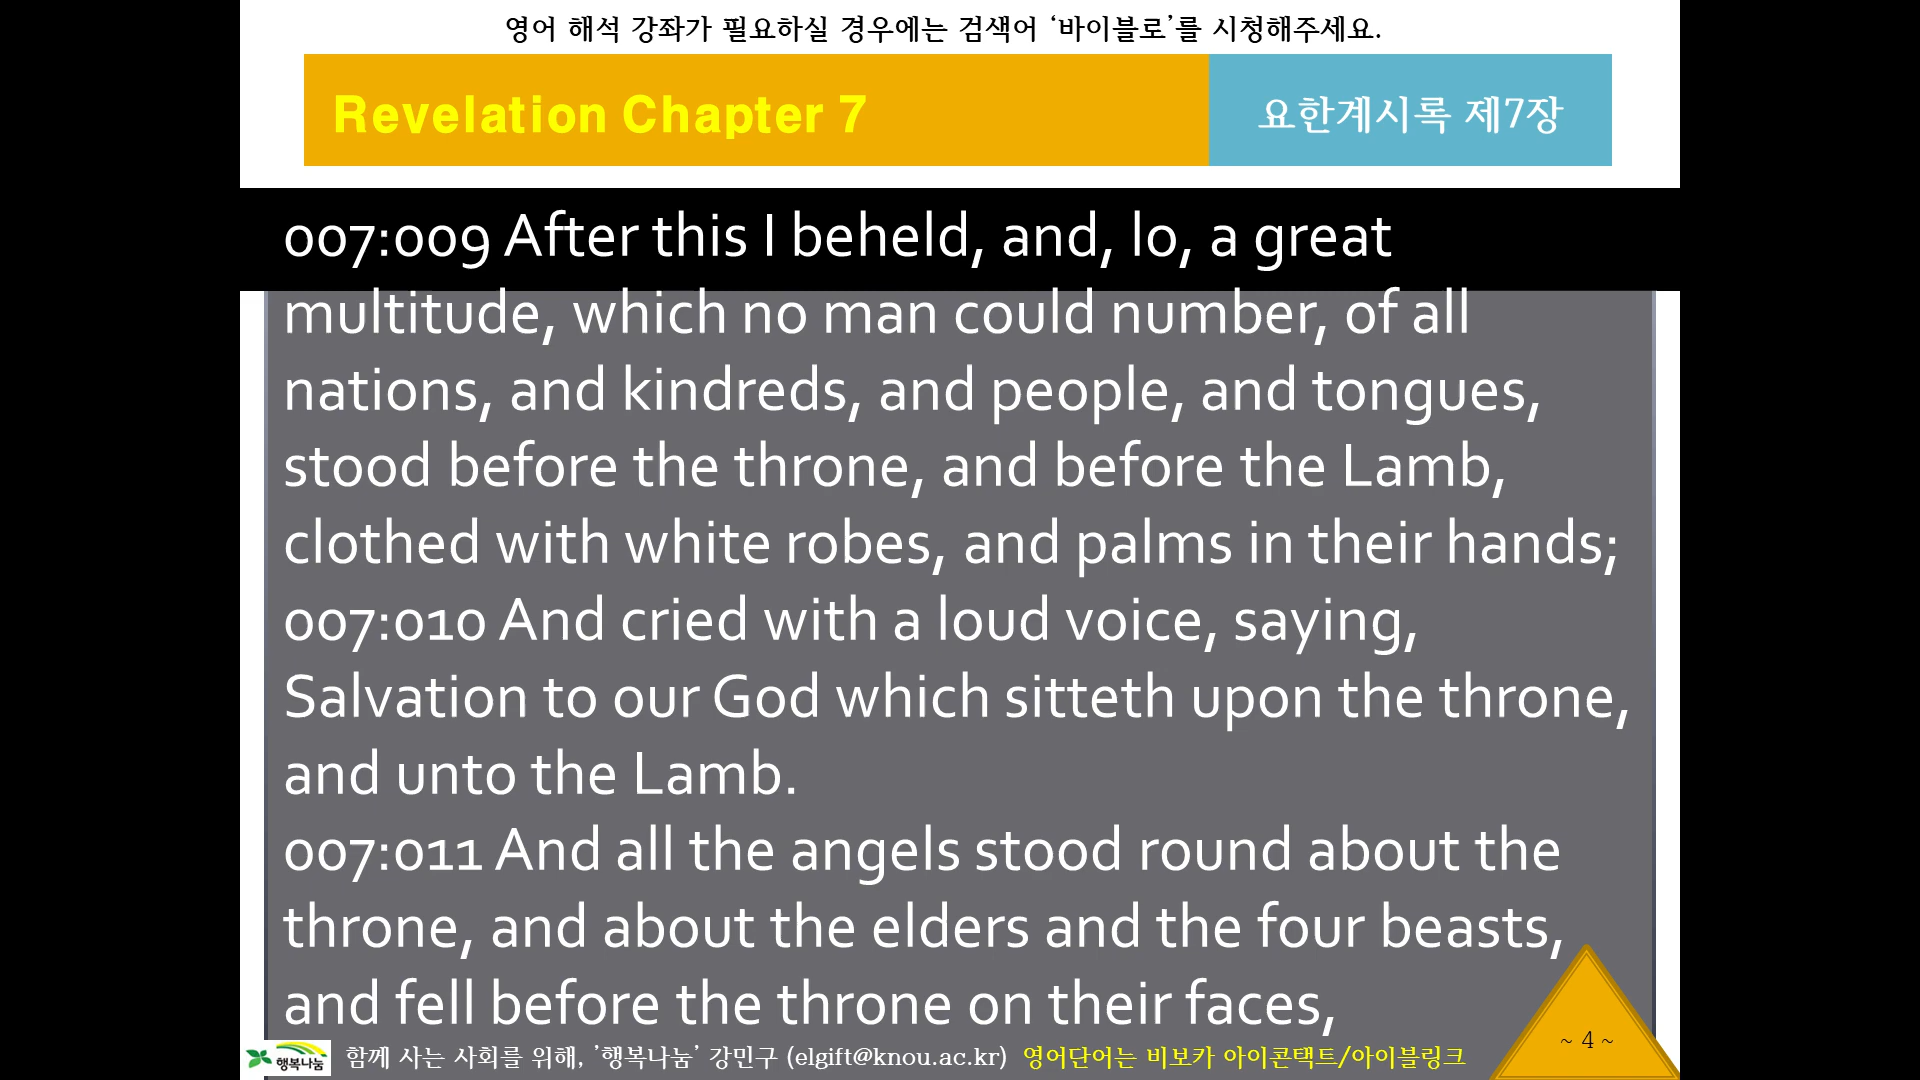 영어 해석 강좌가 필요하실 경우에는 검색어 ‘바이블로’를 시청해주세요.
Revelation Chapter 7
요한계시록 제7장
007:009 After this I beheld, and, lo, a great
multitude, which no man could number, of all
nations, and kindreds, and people, and tongues,
stood before the throne, and before the Lamb,
clothed with white robes, and palms in their hands;
007:010 And cried with a loud voice, saying,
Salvation to our God which sitteth upon the throne,
and unto the Lamb.
007:011 And all the angels stood round about the
throne, and about the elders and the four beasts,
and fell before the throne on their faces,
~ 4 ~
행복나눔
함께 사는 사회를 위해, ’행복나눔’ 강민구 (elgift@knou.ac.kr) 영어단어는 비보카 아이콘택트/아이블링크